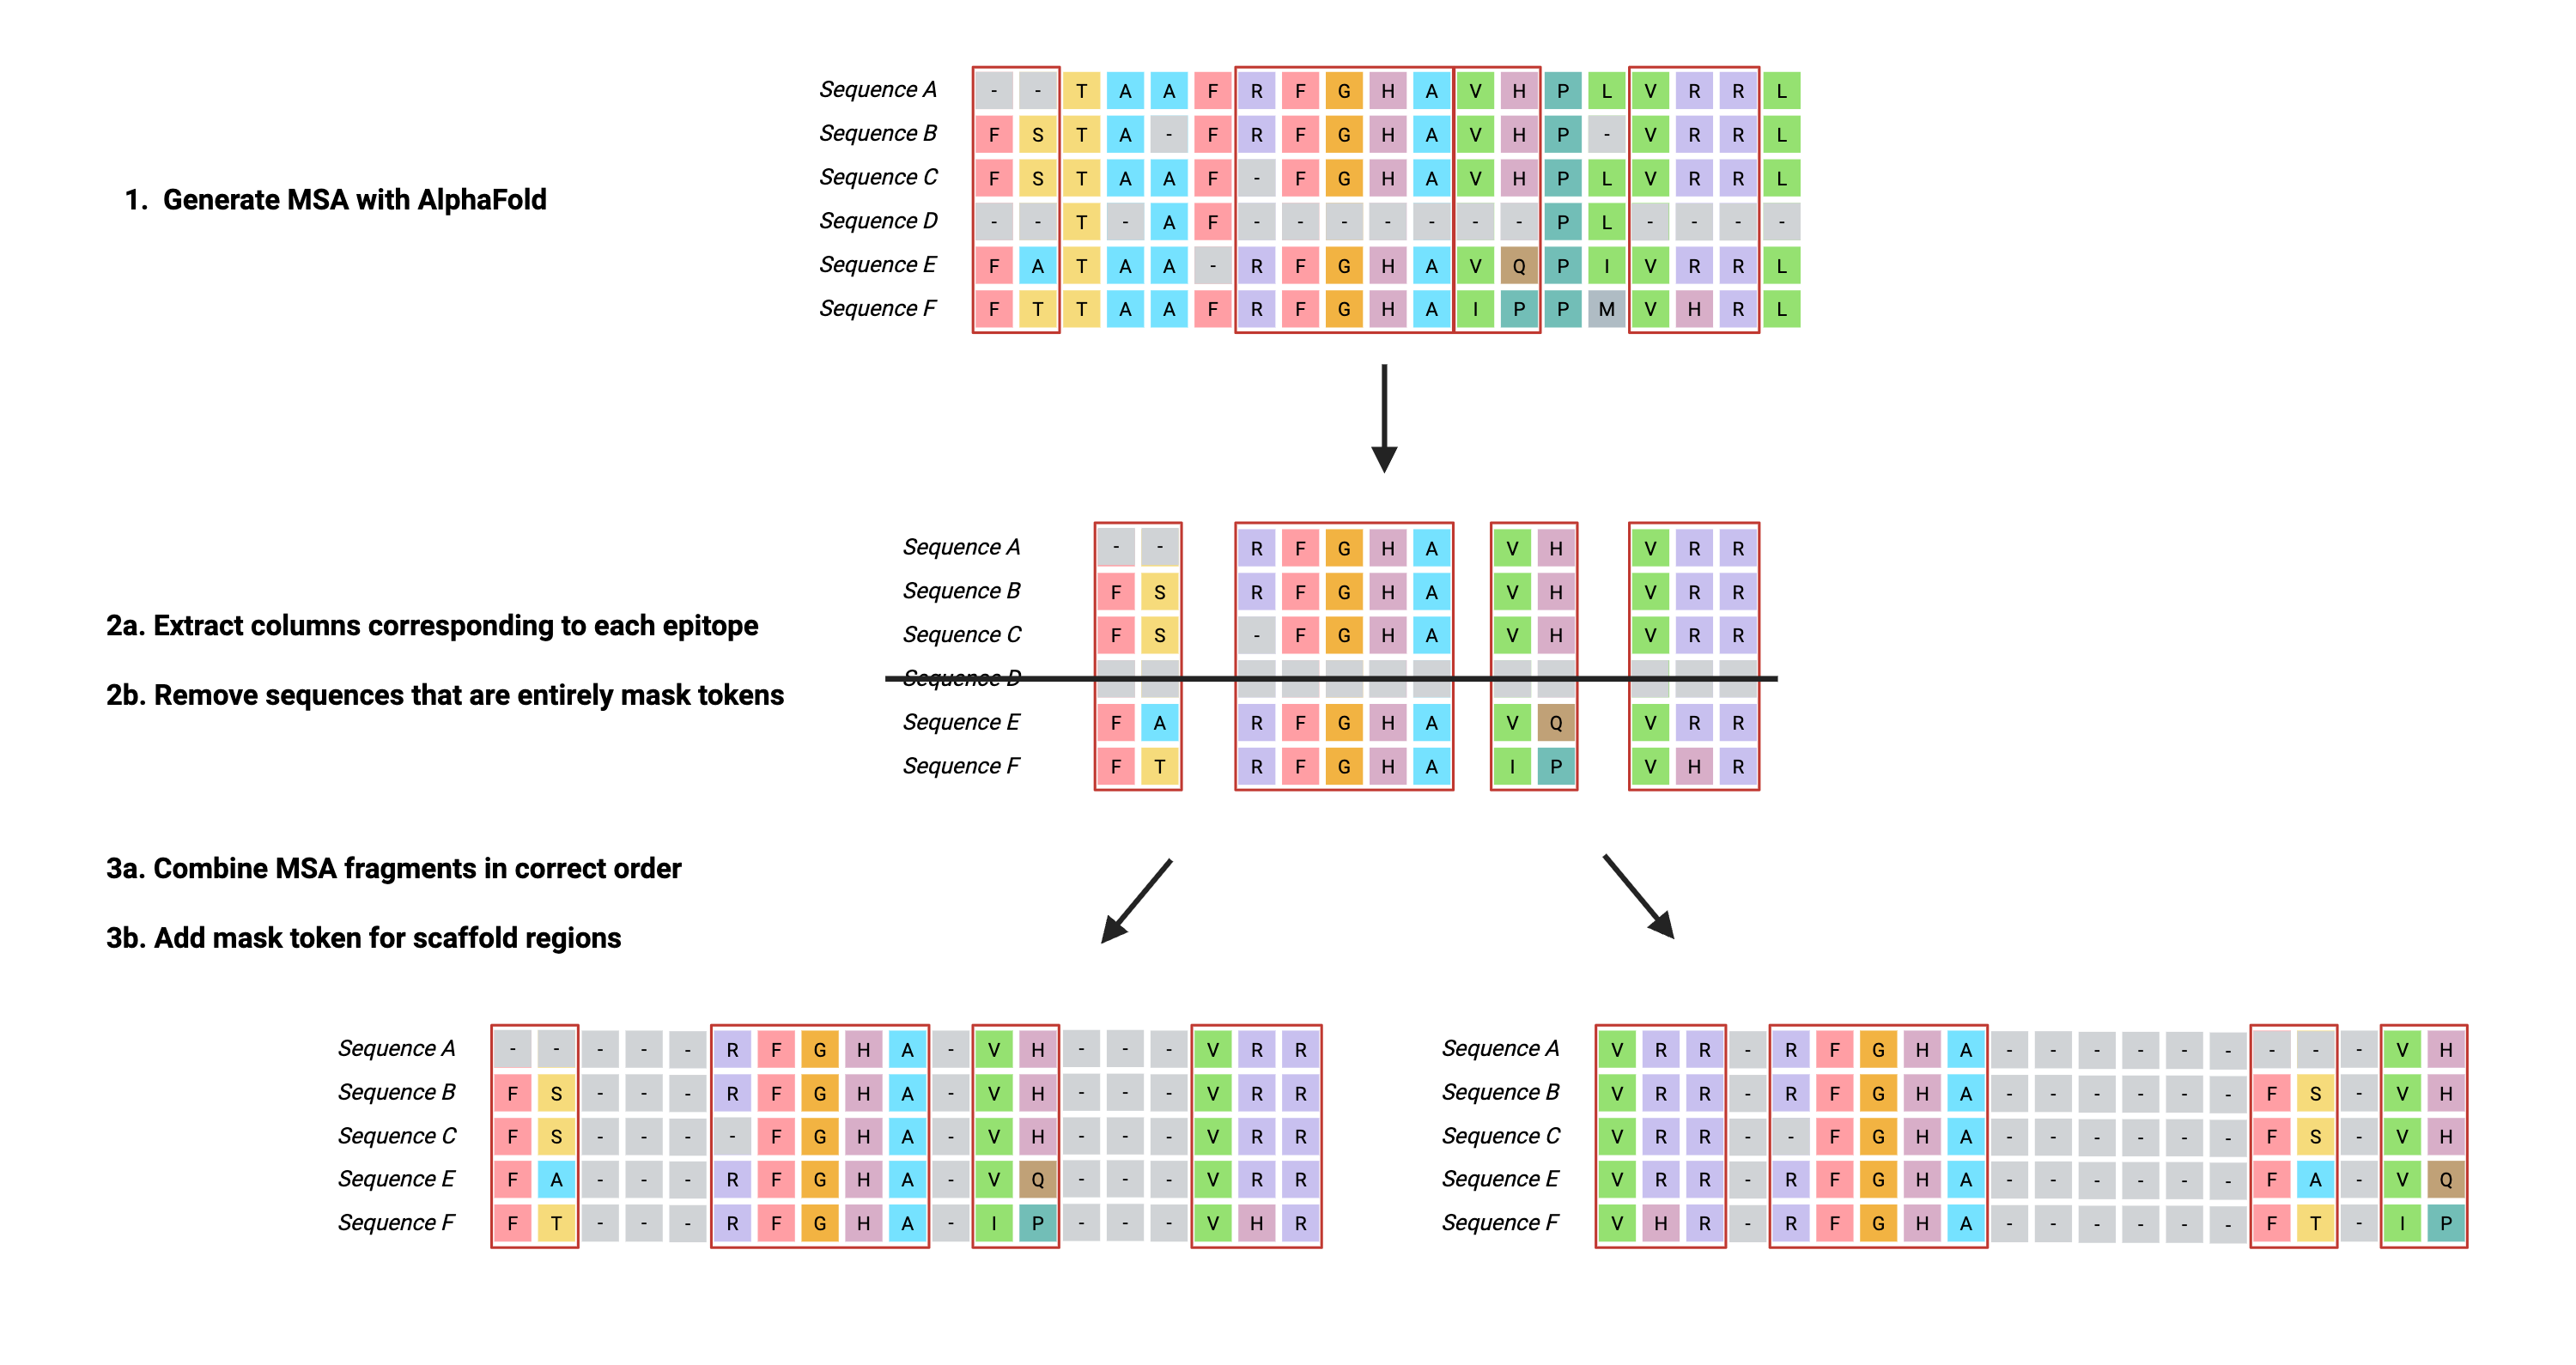 Sequence A - - T A A F R F G H A V H P L V R R L
Sequence B F S T A - F R F G H A V H P - V R R L
1. Generate MSA with AlphaFold
Sequence C F S T A A F - F G H A V H P L V R R L
Sequence D - - T - A F - - - - - - - P L - - - -
Sequence E F A T A A - R F G H A V Q P I V R R L
Sequence F F T T A A F R F G H A I P P M V H R L
Sequence A - - R F G H A V H V R R
Sequence B F S R F G H A V H V R R
2a. Extract columns corresponding to each epitope
Sequence C F S - F G H A V H V R R
Sequence D
2b. Remove sequences that are entirely mask tokens
Sequence E F A R F G H A V Q V R R
Sequence F F T R F G H A I P V H R
3a. Combine MSA fragments in correct order
3b. Add mask token for scaffold regions
Sequence A - - - - - R F G H A - V H - - - V R R
Sequence B F S - - - R F G H A - V H - - - V R R
Sequence C F S - - - - F G H A - V H - - - V R R
Sequence E F A - - - R F G H A - V Q - - - V R R
Sequence F F T - - - R F G H A - I P - - - V H R
Sequence A V R R - R F G H A - - - - - - - - - V H
Sequence B V R R - R F G H A - - - - - - F S - V H
Sequence C V R R - - F G H A - - - - - - F S - V H
Sequence E V R R - R F G H A - - - - - - F A - V Q
Sequence F V H R - R F G H A - - - - - - F T - I P